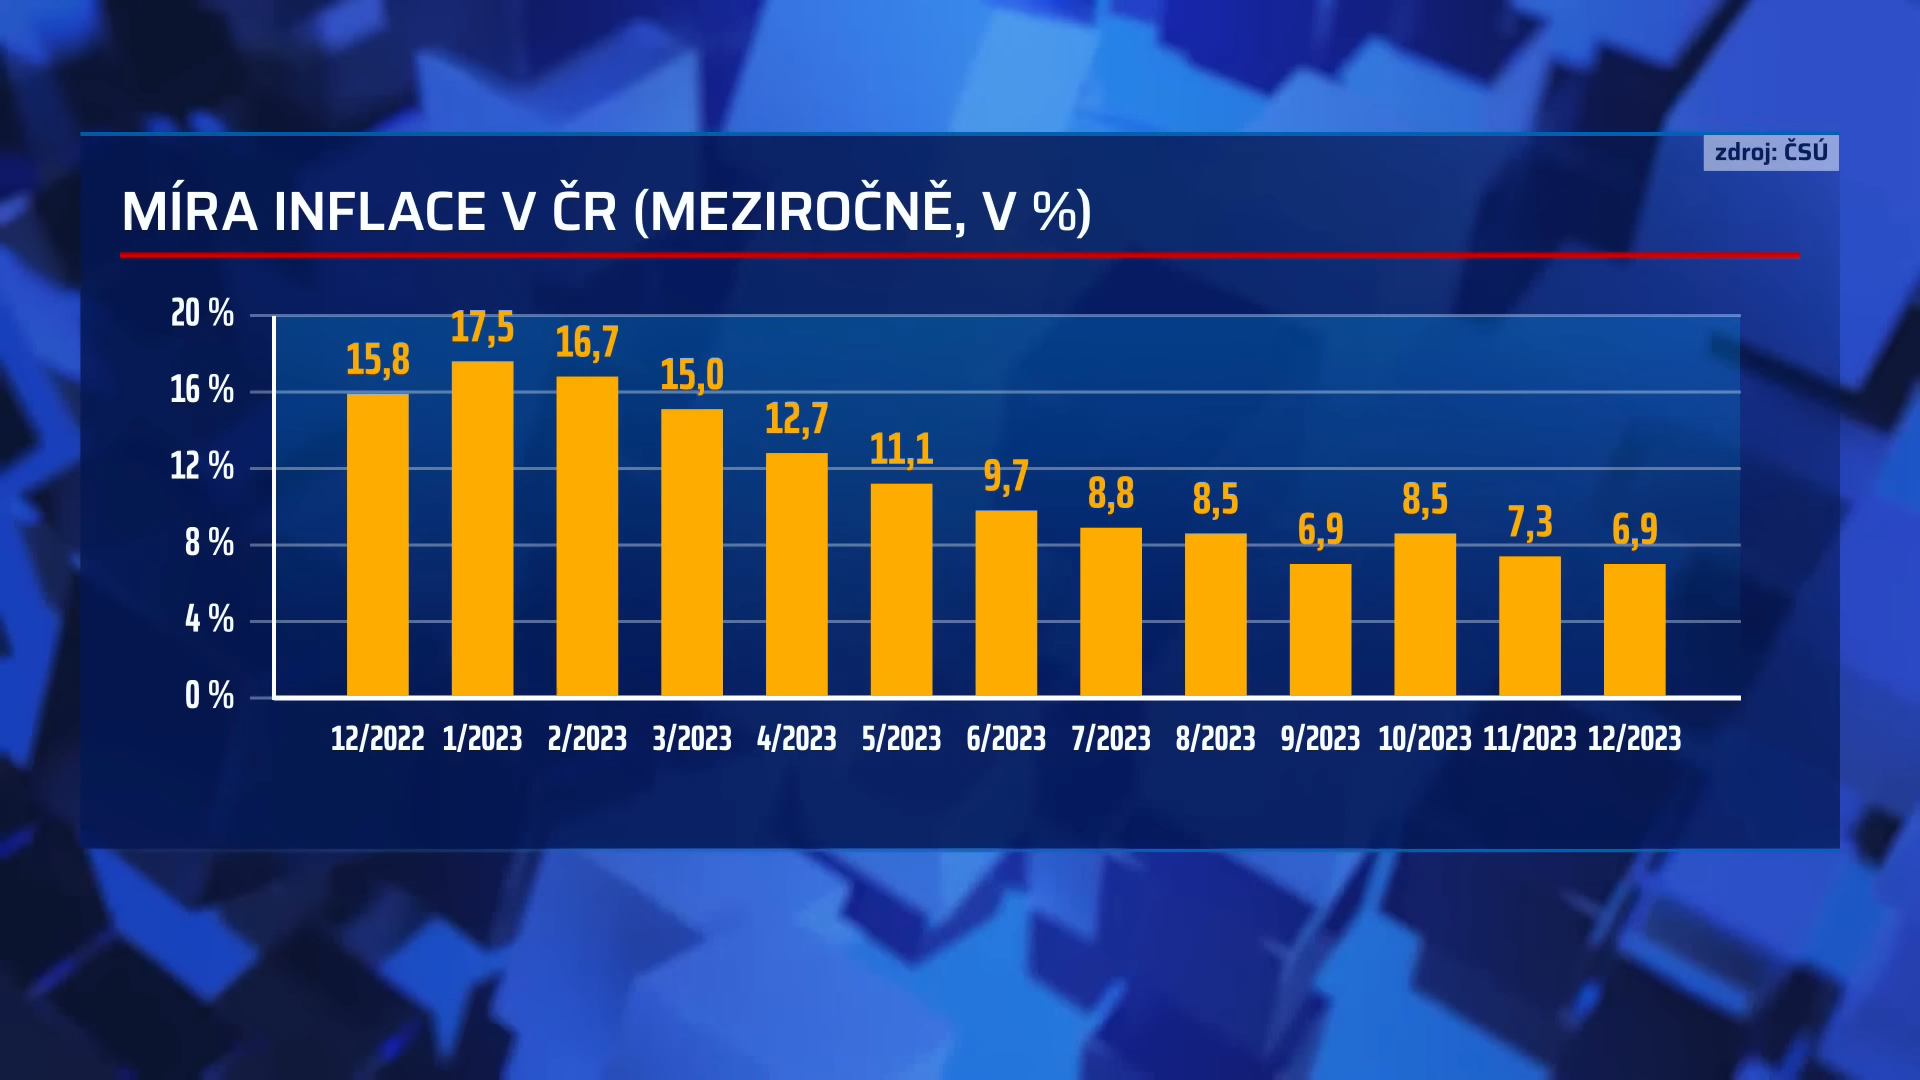 zdroj: ČSÚ
MÍRA INFLACE V ČR (MEZIROČNĚ, V %)
20 %
16 %
12 %
8 %
4 %
0 %
15,8 17,5 16,7 15,0 12,7 11,1 9,7 8,8 8,5 6,9 8,5 7,3 6,9
12/2022 1/2023 2/2023 3/2023 4/2023 5/2023 6/2023 7/2023 8/2023 9/2023 10/2023 11/2023 12/2023